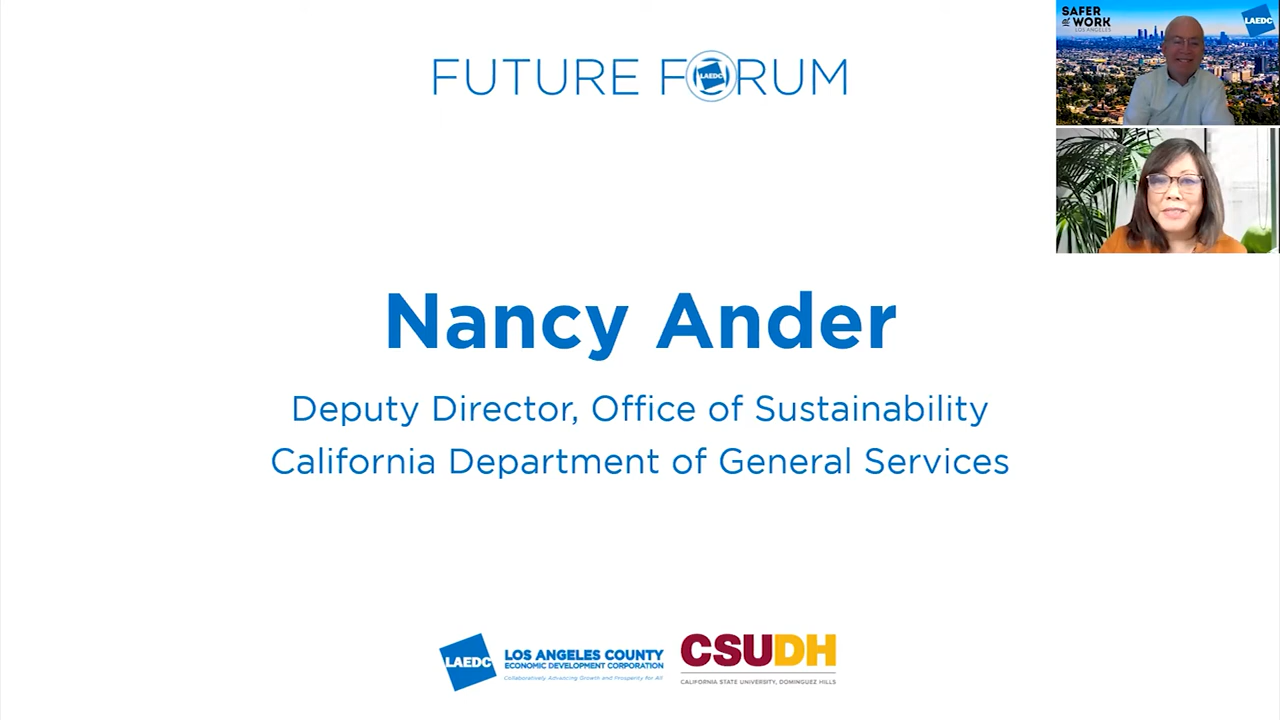 FUTURE FORUM
LAEDC
SAFER
at WORK
LOS ANGELES
LAEDC
Nancy Ander
Deputy Director, Office of Sustainability
California Department of General Services
LAEDC
LOS ANGELES COUNTY
ECONOMIC DEVELOPMENT CORPORATION
Collaboratively Advancing Growth and Prosperity for All
CSUDH
CALIFORNIA STATE UNIVERSITY, DOMINGUEZ HILLS